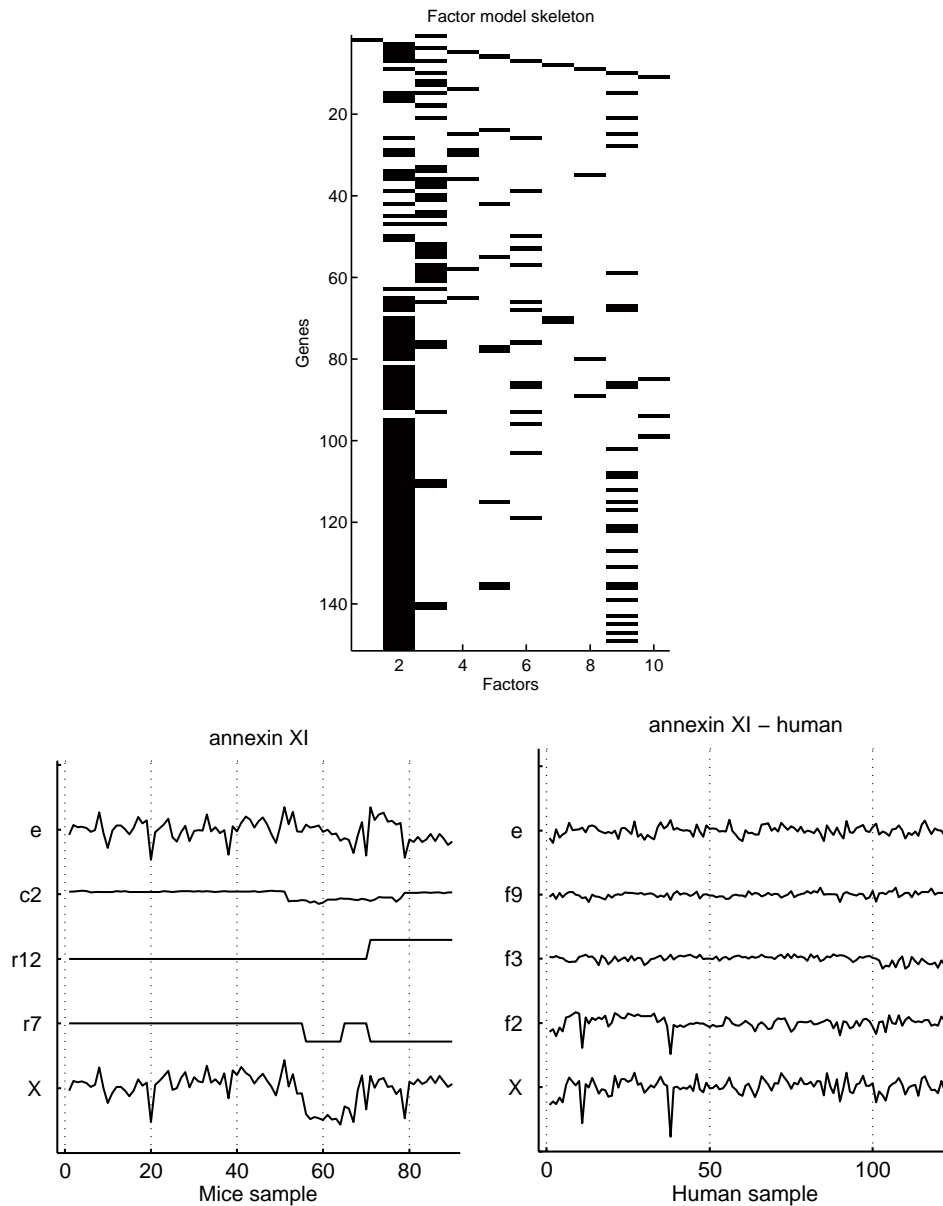 Factor model skeleton
Genes
20
40
60
80
100
120
140
2 4 6 8 10
Factors
annexin XI
e
c2
r12
r7
X
0 20 40 60 80
Mice sample
annexin XI – human
e
f9
f3
f2
X
0 50 100
Human sample